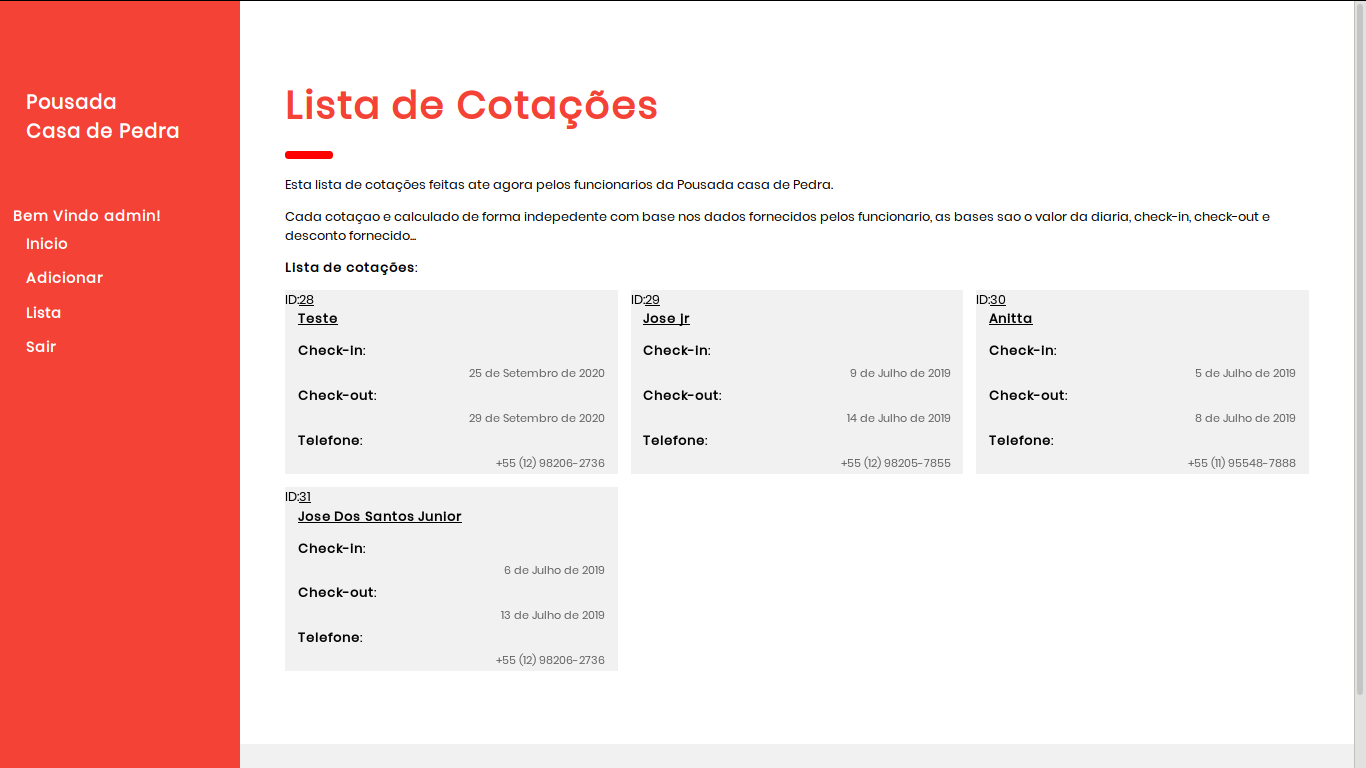 Pousada
Casa de Pedra
Bem Vindo admin!
Inicio
Adicionar
Lista
Sair
Lista de Cotações
Esta lista de cotações feitas ate agora pelos funcionarios da Pousada casa de Pedra.
Cada cotaçao e calculado de forma indepedente com base nos dados fornecidos pelos funcionario, as bases sao o valor da diaria, check-in, check-out e
desconto fornecido...
Lista de cotações:
ID:28
Teste
Check-in:
25 de Setembro de 2020
Check-out:
29 de Setembro de 2020
Telefone:
+55 (12) 98206-2736
ID:29
Jose jr
Check-in:
9 de Julho de 2019
Check-out:
14 de Julho de 2019
Telefone:
+55 (12) 98205-7855
ID:30
Anitta
Check-in:
5 de Julho de 2019
Check-out:
8 de Julho de 2019
Telefone:
+55 (11) 95548-7888
ID:31
Jose Dos Santos Junior
Check-in:
6 de Julho de 2019
Check-out:
13 de Julho de 2019
Telefone:
+55 (12) 98206-2736